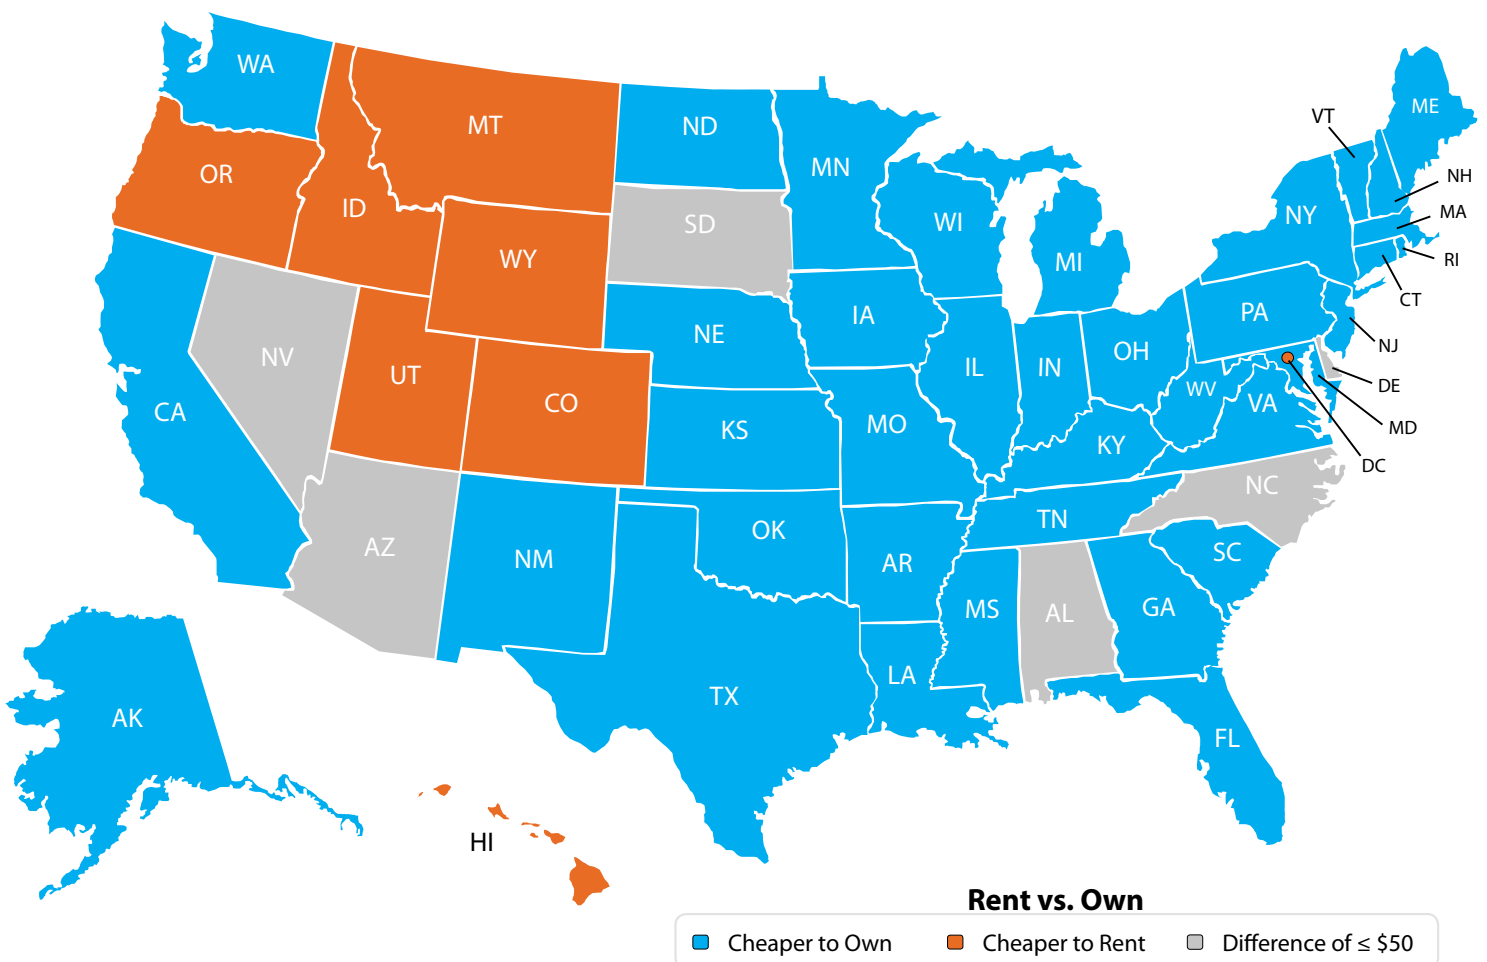 WA
MT
ND
MN
ME
VT
OR
ID
SD
WI
NH
NY
MA
WY
MI
RI
CT
IA
PA
NE
NJ
NV
UT
CO
IL
IN
OH
DE
CA
KS
MO
WV
VA
MD
KY
DC
NC
AZ
NM
OK
TN
AR
SC
MS
AL
GA
TX
LA
AK
FL
HI
Rent vs. Own
Cheaper to Own
Cheaper to Rent
Difference of ≤ $50